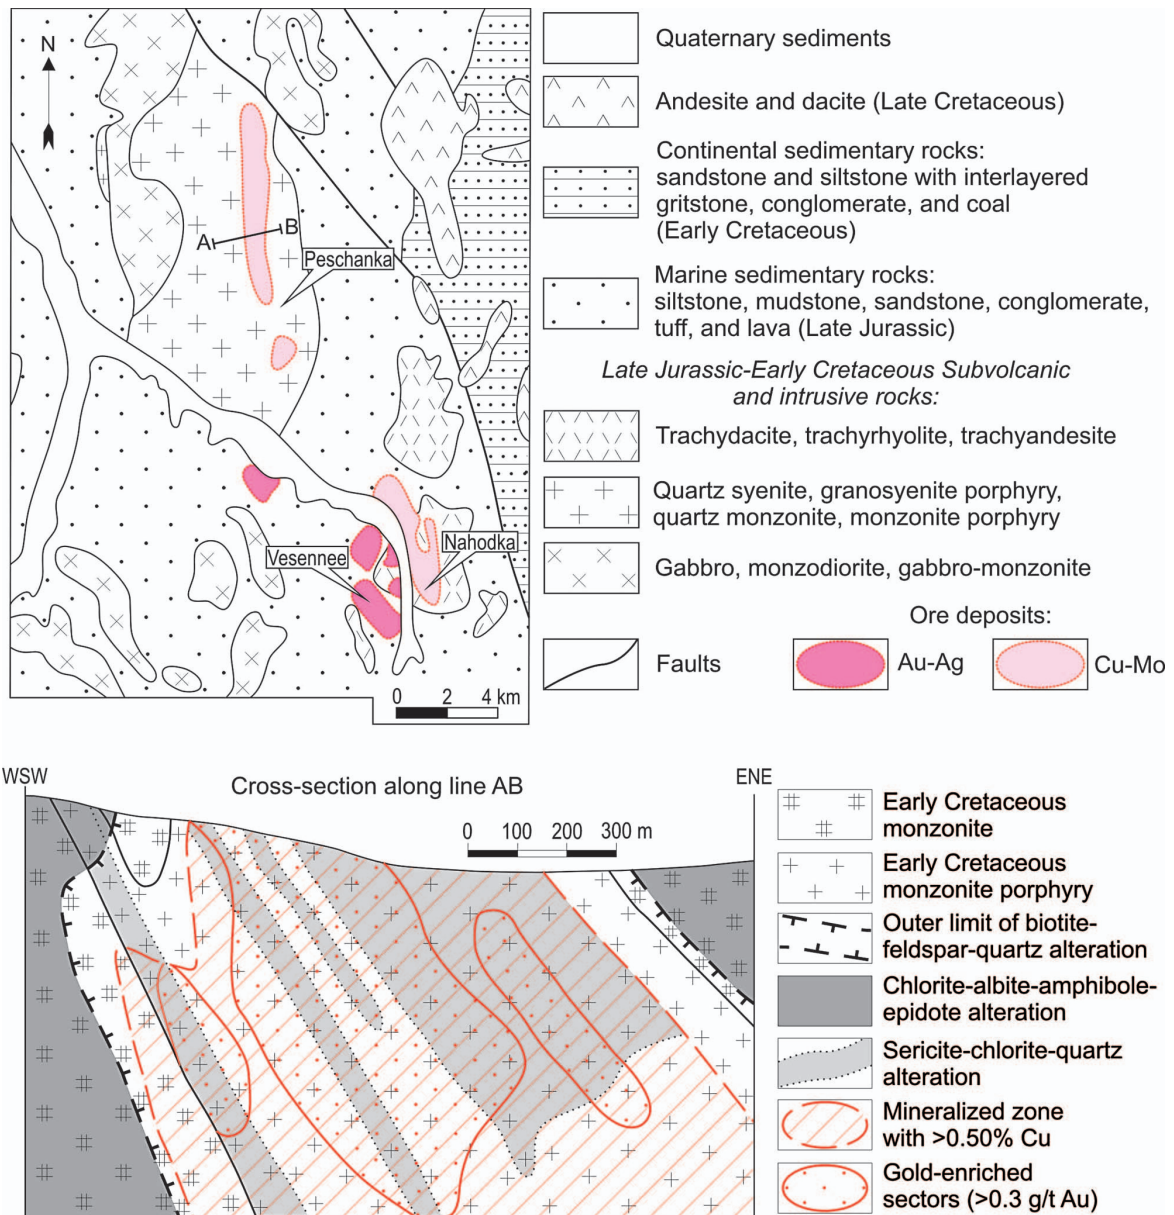 N
A
B
Peschanka
Vesennee
Nahodka
0 2 4 km
Quaternary sediments
Andesite and dacite (Late Cretaceous)
Continental sedimentary rocks:
sandstone and siltstone with interlayered
gritstone, conglomerate, and coal
(Early Cretaceous)
Marine sedimentary rocks:
siltstone, mudstone, sandstone, conglomerate,
tuff, and lava (Late Jurassic)
Late Jurassic-Early Cretaceous Subvolcanic
and intrusive rocks:
Trachydacite, trachyrhyolite, trachyandesite
Quartz syenite, granosyenite porphyry,
quartz monzonite, monzonite porphyry
Gabbro, monzodiorite, gabbro-monzonite
Ore deposits:
Faults
Au-Ag
Cu-Mo
WSW
Cross-section along line AB
ENE
0 100 200 300 m
Early Cretaceous
monzonite
Early Cretaceous
monzonite porphyry
Outer limit of biotite-
feldspar-quartz alteration
Chlorite-albite-amphibole-
epidote alteration
Sericite-chlorite-quartz
alteration
Mineralized zone
with >0.50% Cu
Gold-enriched
sectors (>0.3 g/t Au)